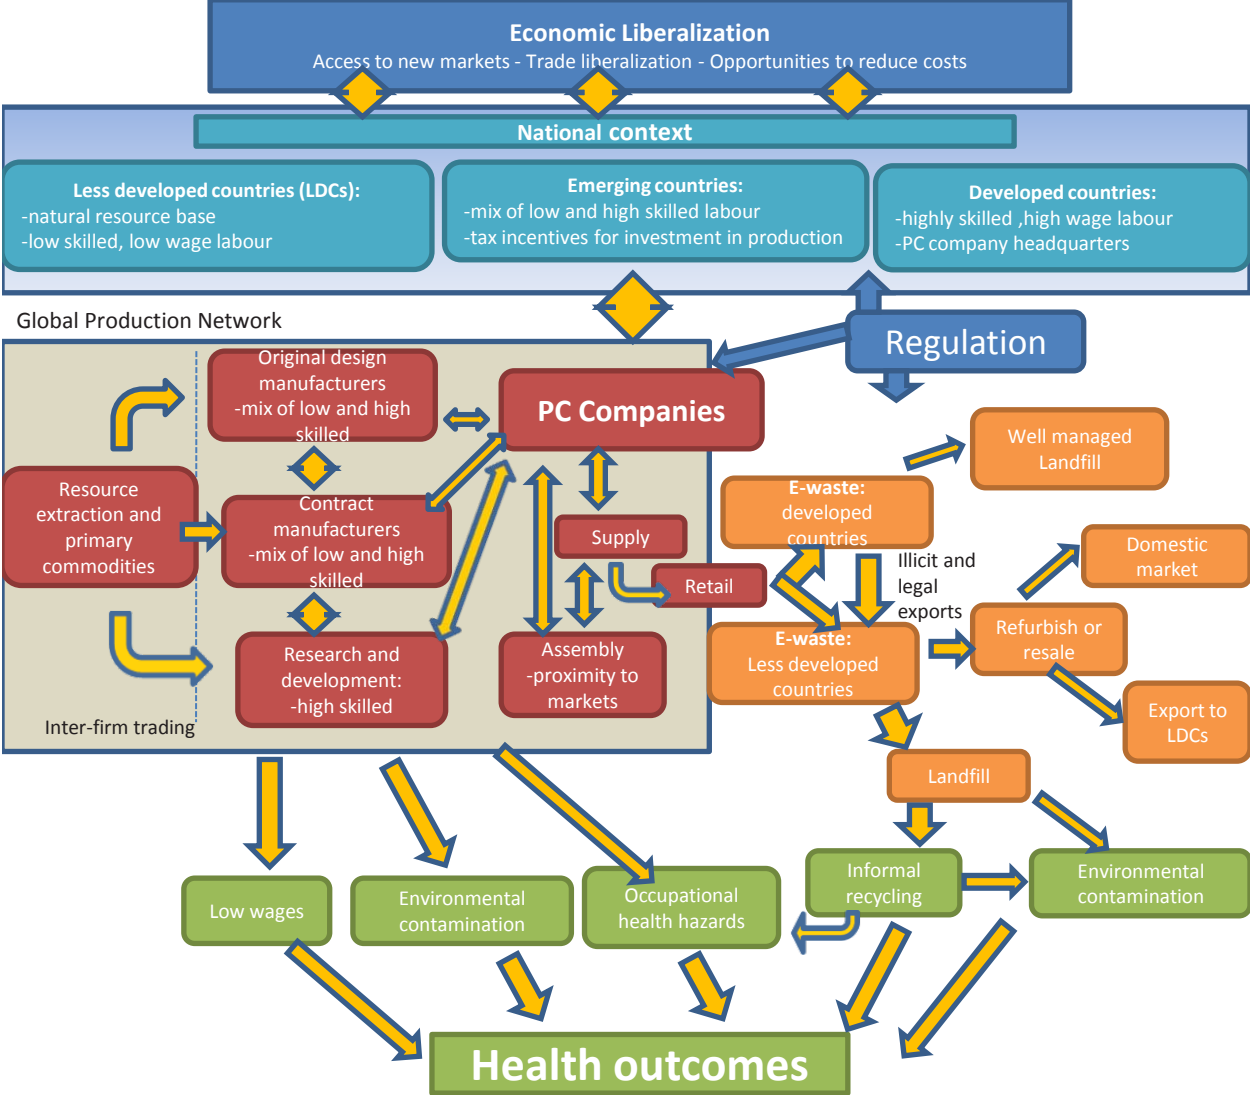 Economic Liberalization
Access to new markets - Trade liberalization - Opportunities to reduce costs
National context
Less developed countries (LDCs):
-natural resource base
-low skilled, low wage labour
Emerging countries:
-mix of low and high skilled labour
-tax incentives for investment in production
Developed countries:
-highly skilled ,high wage labour
-PC company headquarters
Global Production Network
Regulation
Original design
manufacturers
-mix of low and high
skilled
PC Companies
Resource
extraction and
primary
commodities
Contract
manufacturers
-mix of low and high
skilled
Supply
Retail
Research and
development:
-high skilled
Assembly
-proximity to
markets
Inter-firm trading
Well managed
Landfill
E-waste:
developed
countries
Illicit and
legal
exports
Domestic
market
E-waste:
Less developed
countries
Refurbish or
resale
Export to
LDCs
Landfill
Low wages
Environmental
contamination
Occupational
health hazards
Informal
recycling
Environmental
contamination
Health outcomes